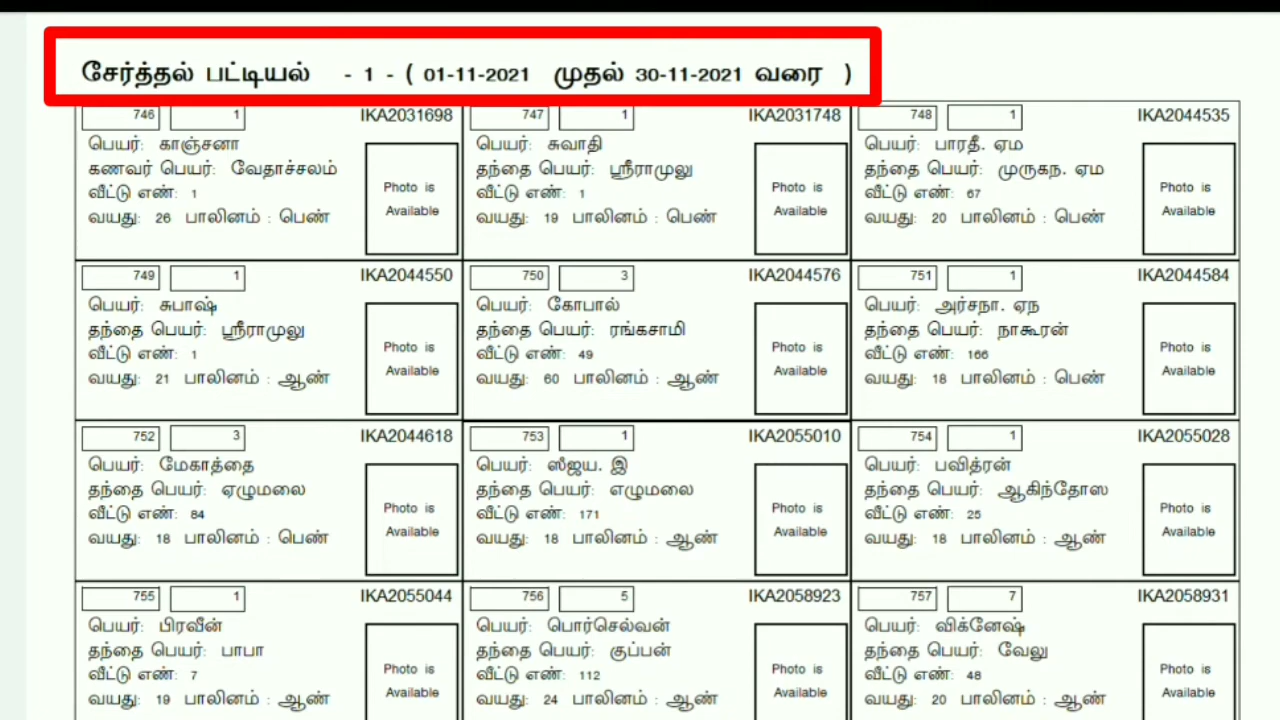 சேர்த்தல் பட்டியல் - 1 - ( 01-11-2021 முதல் 30-11-2021 வரை )
746 1 IKA2031698
பெயர்: காஞ்சனா
கணவர் பெயர்: வேதாச்சலம்
வீட்டு எண்: 1
வயது: 26 பாலினம் : பெண்
Photo is
Available
747 1 IKA2031748
பெயர்: சுவாதி
தந்தை பெயர்: ஸ்ரீராமுலு
வீட்டு எண்: 1
வயது: 19 பாலினம் : பெண்
Photo is
Available
748 1 IKA2044535
பெயர்: பாரதீ. ஏம
தந்தை பெயர்: முருகந. ஏம
வீட்டு எண்: 67
வயது: 20 பாலினம் : பெண்
Photo is
Available
749 1 IKA2044550
பெயர்: சுபாஷ்
தந்தை பெயர்: ஸ்ரீராமுலு
வீட்டு எண்: 1
வயது: 21 பாலினம் : ஆண்
Photo is
Available
750 3 IKA2044576
பெயர்: கோபால்
தந்தை பெயர்: ரங்கசாமி
வீட்டு எண்: 49
வயது: 60 பாலினம் : ஆண்
Photo is
Available
751 1 IKA2044584
பெயர்: அர்சநா. ஏந
தந்தை பெயர்: நாகூரன்
வீட்டு எண்: 166
வயது: 18 பாலினம் : பெண்
Photo is
Available
752 3 IKA2044618
பெயர்: மேகாத்தை
தந்தை பெயர்: ஏழுமலை
வீட்டு எண்: 84
வயது: 18 பாலினம் : பெண்
Photo is
Available
753 1 IKA2055010
பெயர்: ஸீஜய. இ
தந்தை பெயர்: எழுமலை
வீட்டு எண்: 171
வயது: 18 பாலினம் : ஆண்
Photo is
Available
754 1 IKA2055028
பெயர்: பவித்ரன்
தந்தை பெயர்: ஆகிந்தோஸ
வீட்டு எண்: 25
வயது: 18 பாலினம் : ஆண்
Photo is
Available
755 1 IKA2055044
பெயர்: பிரவீன்
தந்தை பெயர்: பாபா
வீட்டு எண்: 7
வயது: 19 பாலினம் : ஆண்
Photo is
Available
756 5 IKA2058923
பெயர்: பொர்செல்வன்
தந்தை பெயர்: குப்பன்
வீட்டு எண்: 112
வயது: 24 பாலினம் : ஆண்
Photo is
Available
757 7 IKA2058931
பெயர்: விக்னேஷ்
தந்தை பெயர்: வேலு
வீட்டு எண்: 48
வயது: 20 பாலினம் : ஆண்
Photo is
Available